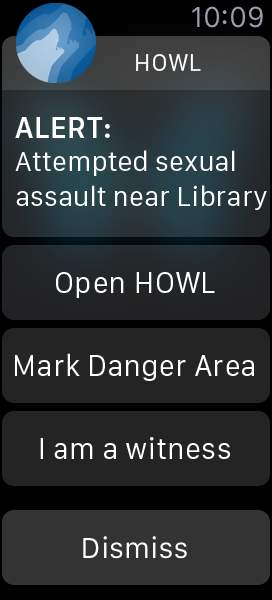 10:09
HOWL
ALERT:
Attempted sexual
assault near Library
Open HOWL
Mark Danger Area
I am a witness
Dismiss